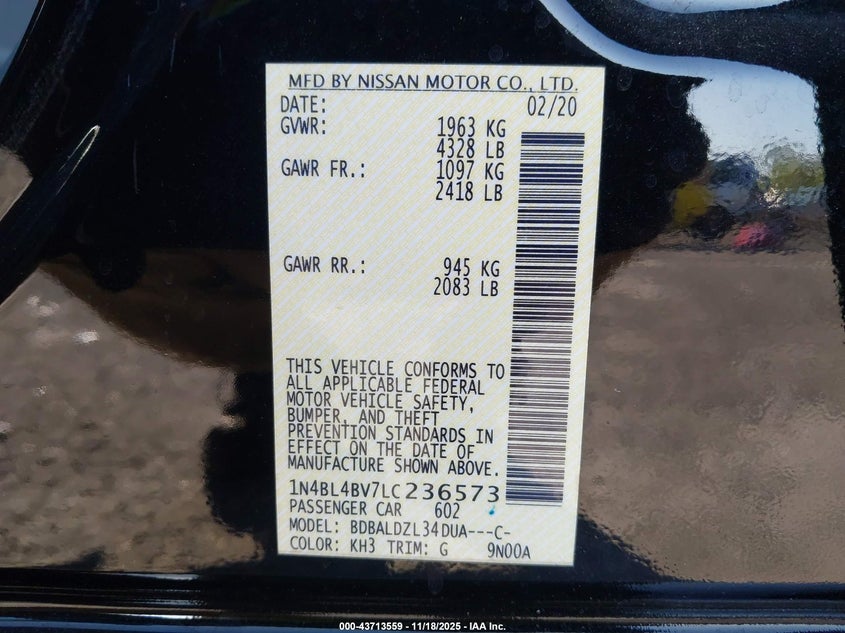 MFD BY NISSAN MOTOR CO., LTD.
DATE: 02/20
GVWR: 1963 KG
4328 LB
GAWR FR.: 1097 KG
2418 LB
GAWR RR.: 945 KG
2083 LB
THIS VEHICLE CONFORMS TO
ALL APPLICABLE FEDERAL
MOTOR VEHICLE SAFETY,
BUMPER, AND THEFT
PREVENTION STANDARDS IN
EFFECT ON THE DATE OF
MANUFACTURE SHOWN ABOVE.
1N4BL4BV7LC236573
PASSENGER CAR 602
MODEL: BDBALDZL34DUA---C-
COLOR: KH3 TRIM: G 9N00A
000-43713559 - 11/18/2025 - IAA Inc.